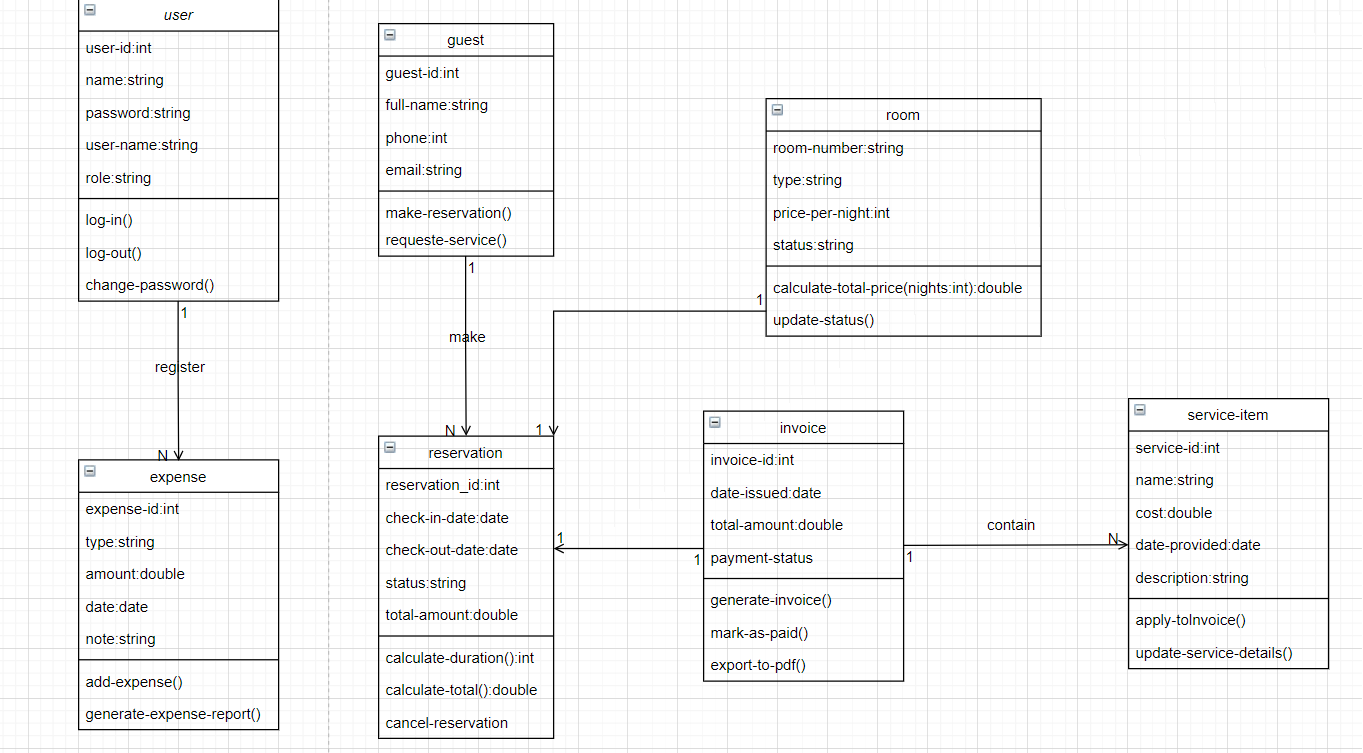 user
user-id:int
name:string
password:string
user-name:string
role:string
log-in()
log-out()
change-password()
1
register
N
expense
expense-id:int
type:string
amount:double
date:date
note:string
add-expense()
generate-expense-report()
guest
guest-id:int
full-name:string
phone:int
email:string
make-reservation()
requeste-service()
1
make
N
room
room-number:string
type:string
price-per-night:int
status:string
calculate-total-price(nights:int):double
update-status()
1
1
reservation
reservation_id:int
check-in-date:date
check-out-date:date
status:string
total-amount:double
calculate-duration():int
calculate-total():double
cancel-reservation
1
1
invoice
invoice-id:int
date-issued:date
total-amount:double
payment-status
generate-invoice()
mark-as-paid()
export-to-pdf()
1
contain
N
service-item
service-id:int
name:string
cost:double
date-provided:date
description:string
apply-toInvoice()
update-service-details()